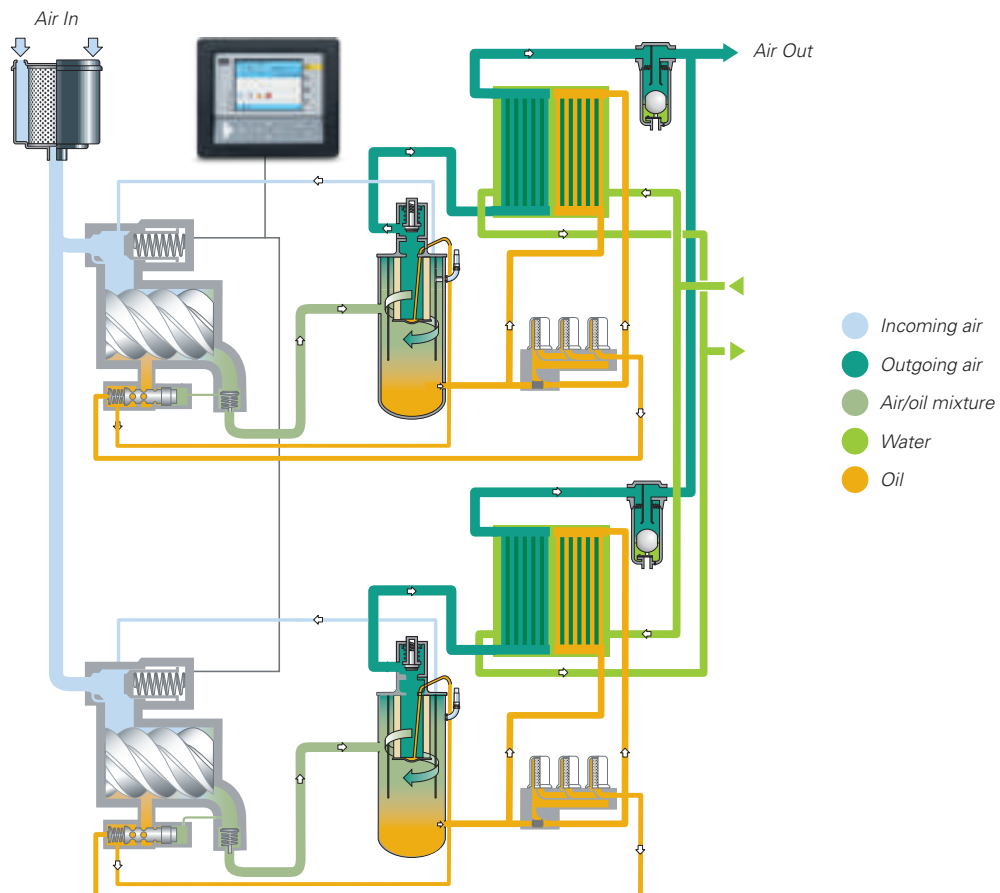 Air In
Air Out
Incoming air
Outgoing air
Air/oil mixture
Water
Oil